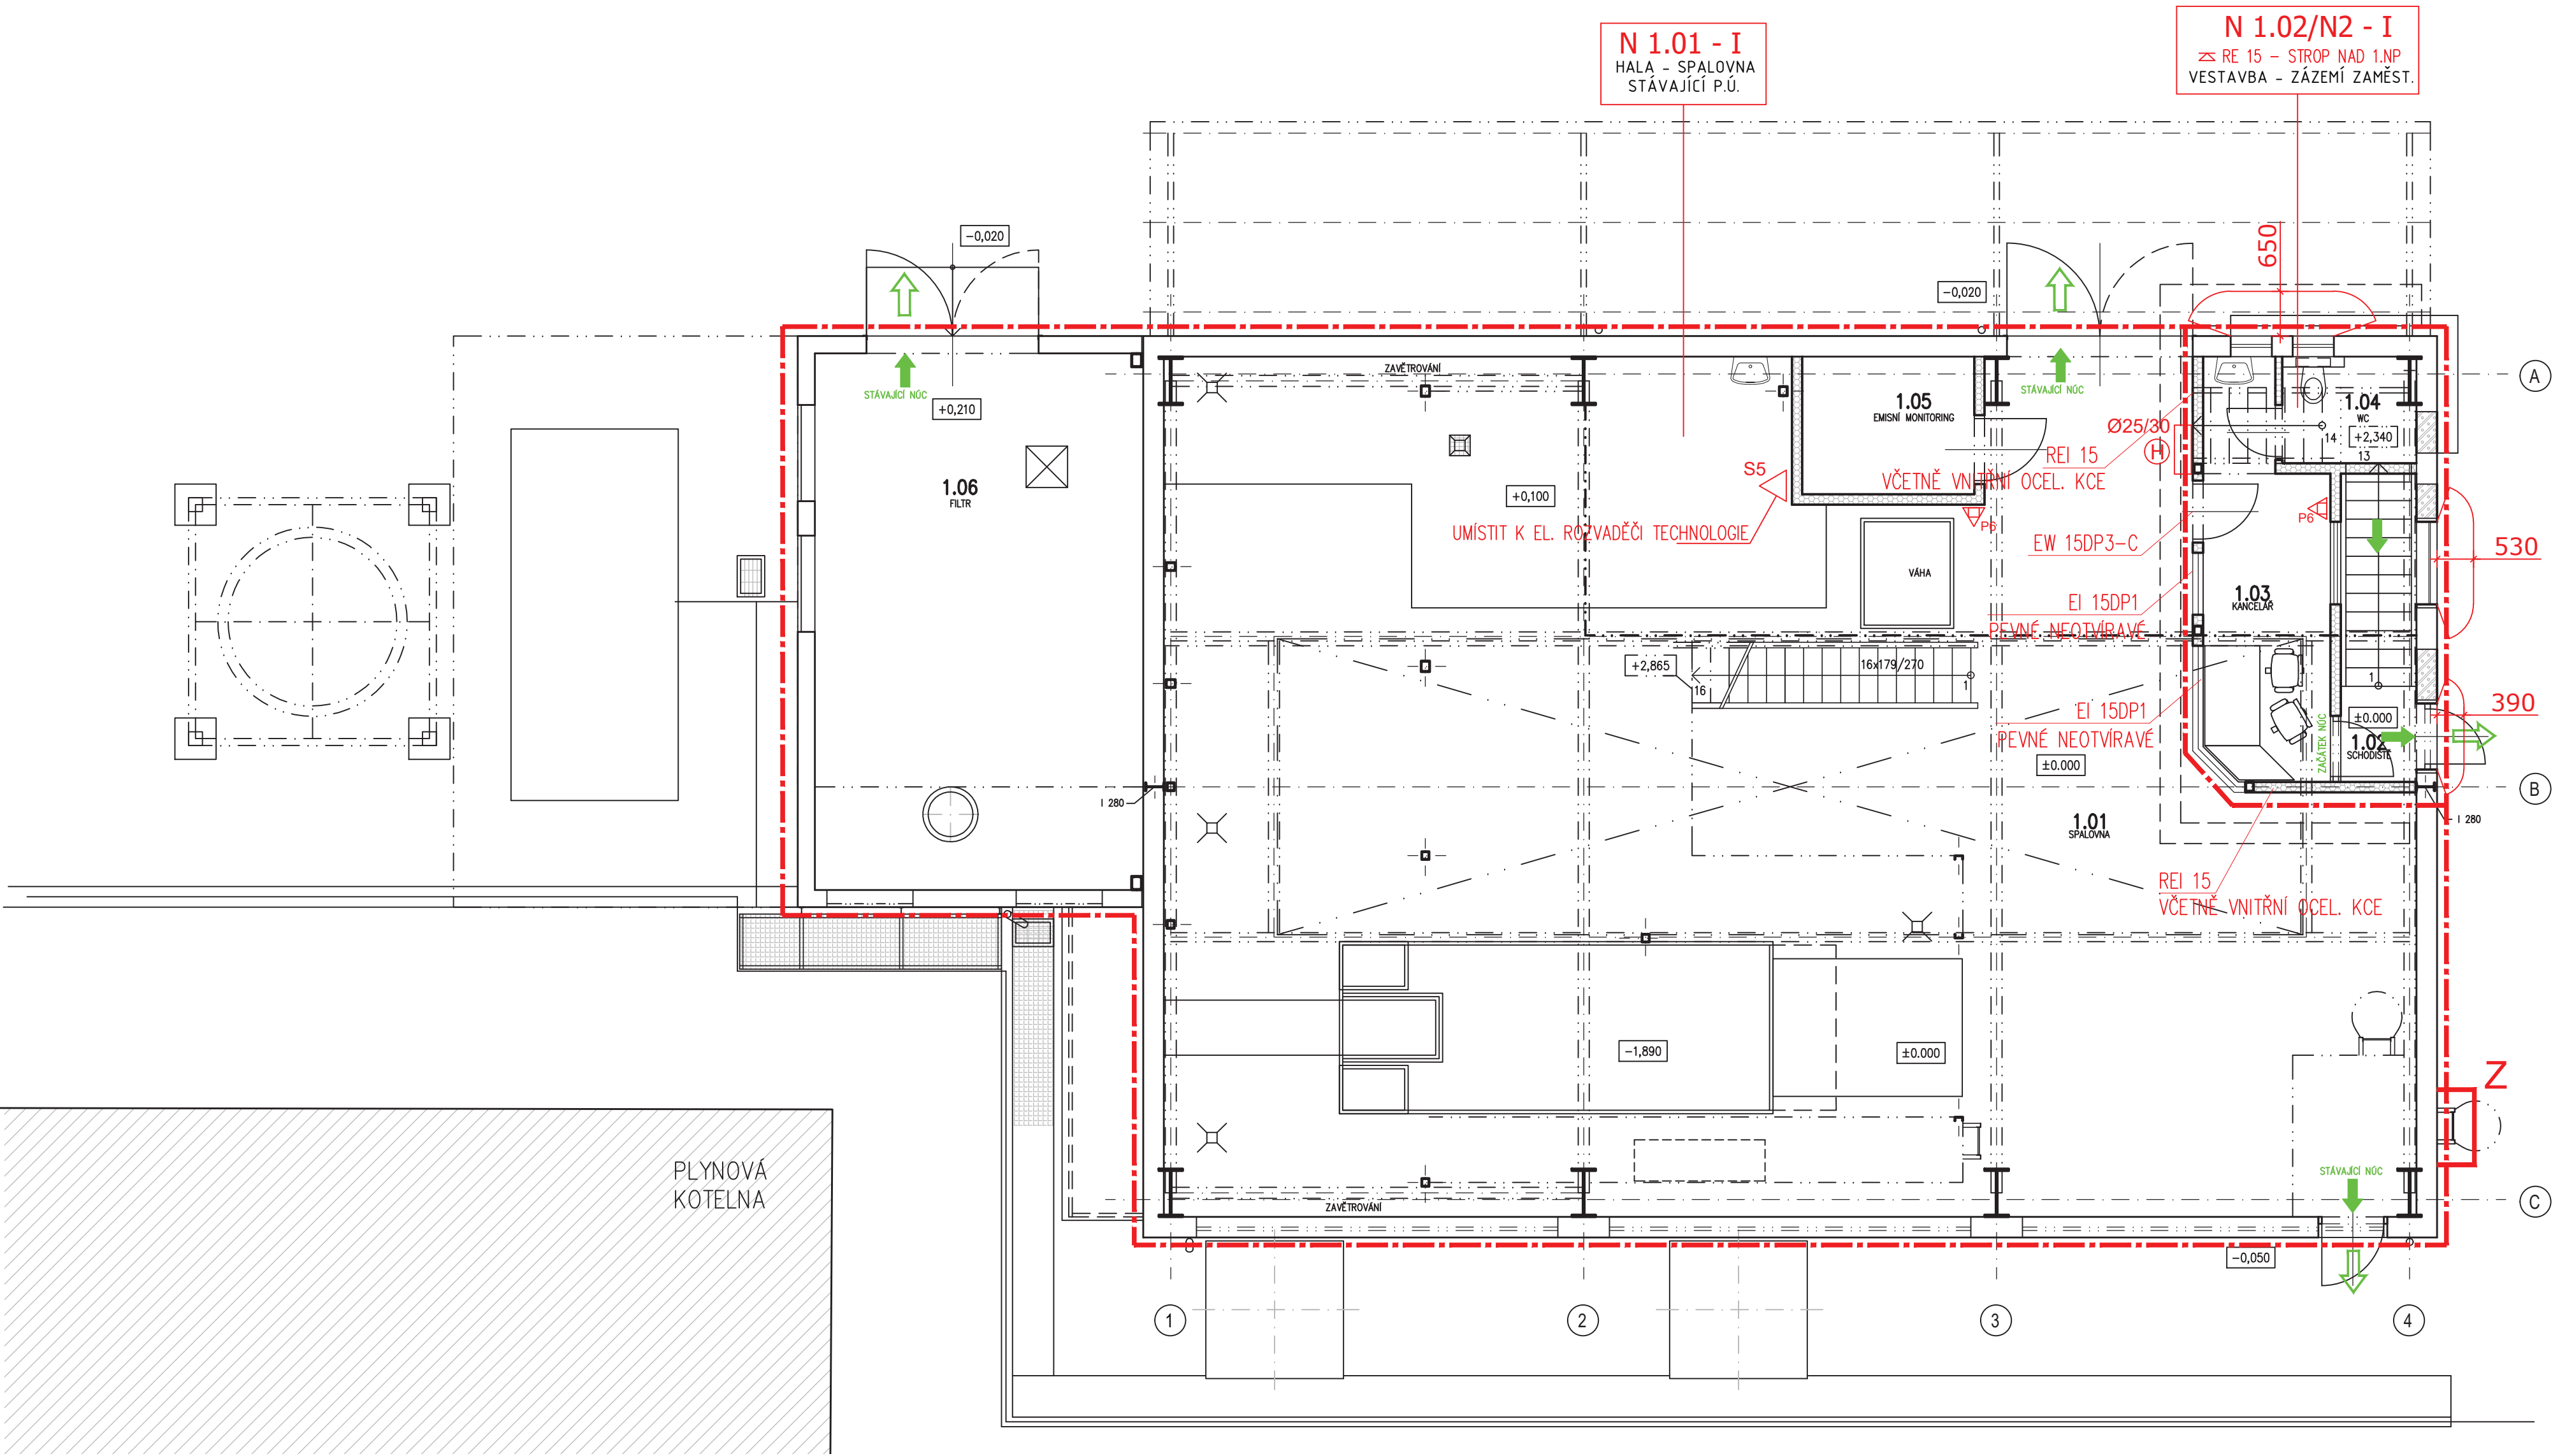 N 1.01 - I
HALA - SPALOVNA
STÁVAJÍCÍ P.Ú.
N 1.02/N2 - I
RE 15 - STROP NAD 1.NP
VESTAVBA - ZÁZEMÍ ZAMĚST.
-0,020
-0,020
650
STÁVAJÍCÍ NÚC
+0,210
ZAVĚTROVÁNÍ
STÁVAJÍCÍ NÚC
A
1.05
EMISNÍ MONITORING
1.04
WC
+2,340
14
13
Ø25/30
H
REI 15
VČETNĚ VNITŘNÍ OCEL. KCE
S5
+0,100
1.06
FILTR
UMÍSTIT K EL. ROZVADĚČI TECHNOLOGIE
P6
P6
EW 15DP3-C
530
VÁHA
1.03
KANCELÁŘ
EI 15DP1
PEVNÉ NEOTVÍRAVÉ
+2,865
16x179/270
16
1
1
390
EI 15DP1
PEVNÉ NEOTVÍRAVÉ
±0.000
ZAČÁTEK NÚC
1.02
SCHODIŠTĚ
±0.000
B
I 280
I 280
1.01
SPALOVNA
REI 15
VČETNĚ VNITŘNÍ OCEL. KCE
-1,890
±0.000
Z
PLYNOVÁ
KOTELNA
STÁVAJÍCÍ NÚC
ZAVĚTROVÁNÍ
C
-0,050
1
2
3
4